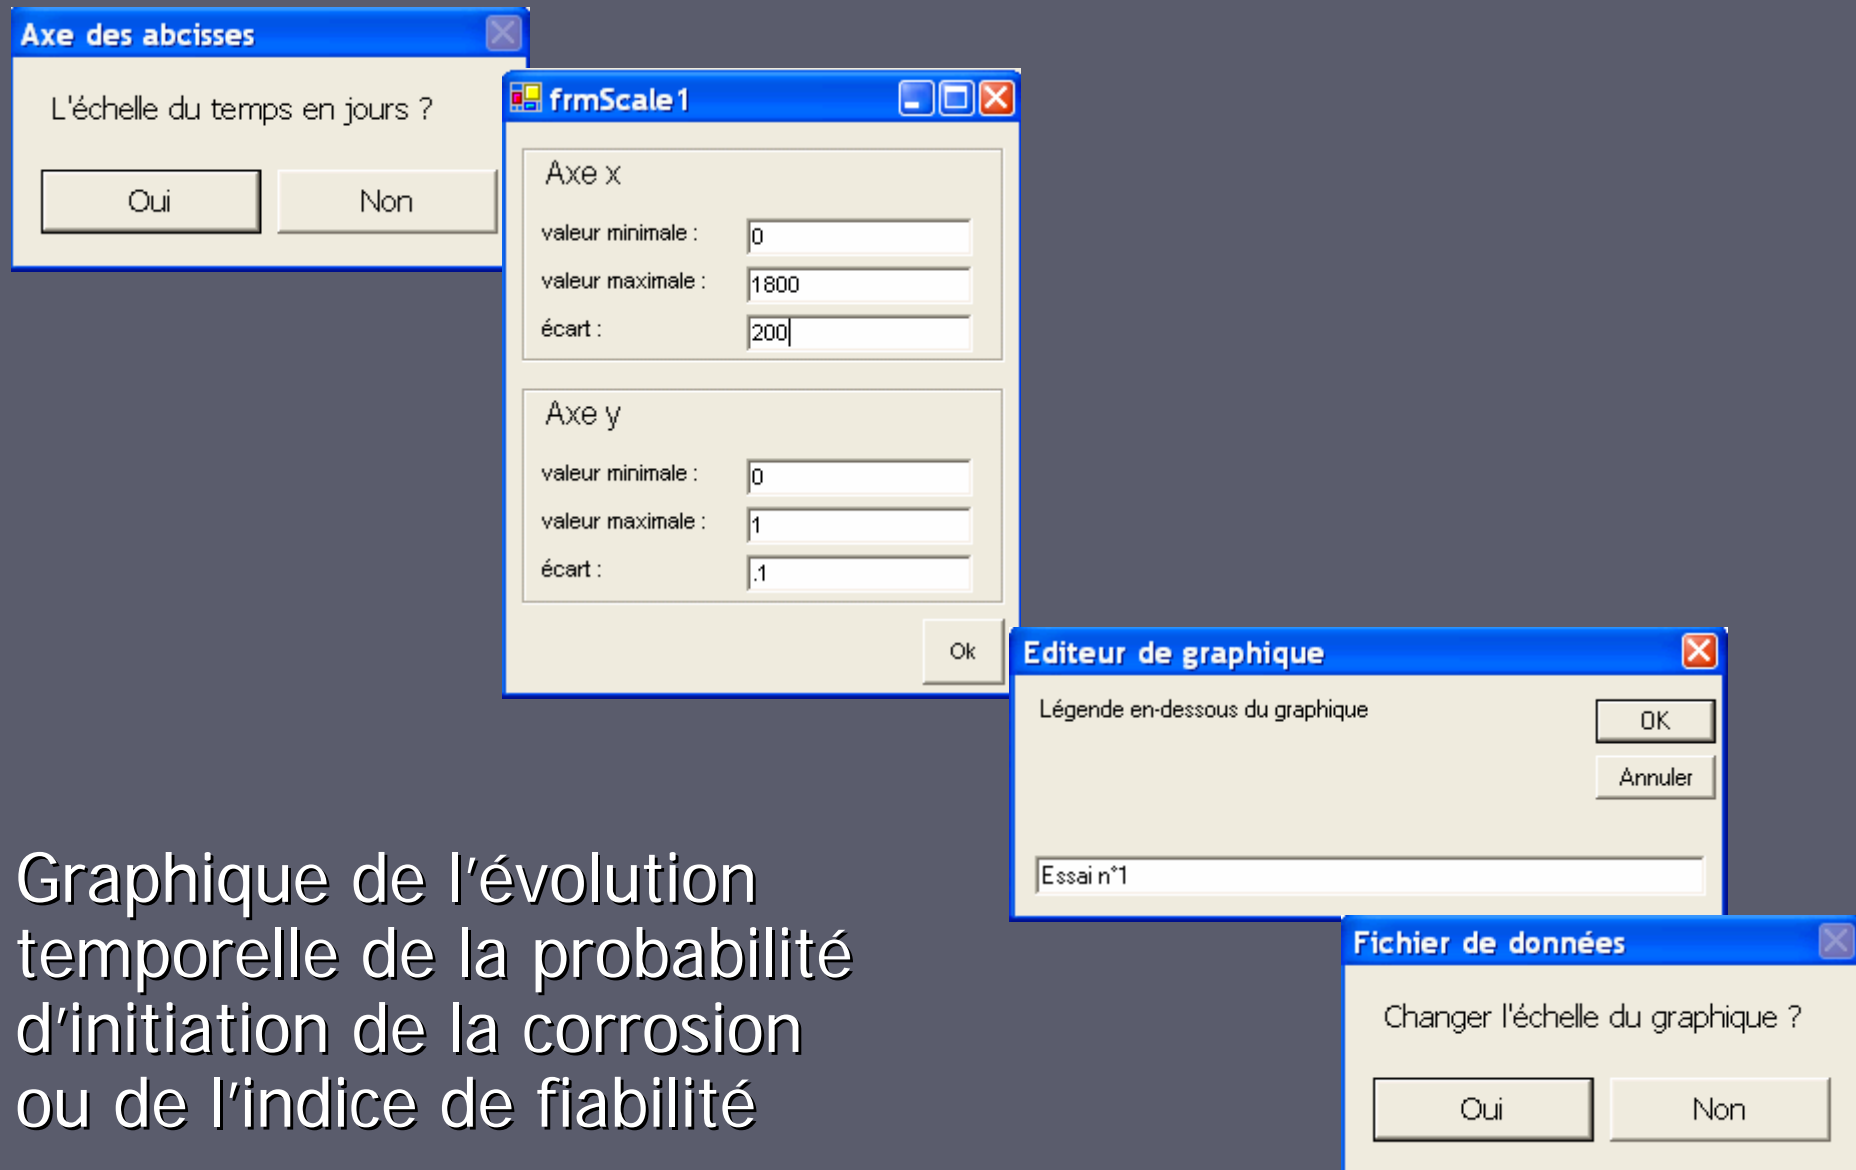 Axe des abcisses
L'échelle du temps en jours ?
Oui
Non
frmScale1
Axe x
valeur minimale :
0
valeur maximale :
1800
écart :
200
Axe y
valeur minimale :
0
valeur maximale :
1
écart :
.1
Ok
Editeur de graphique
Légende en-dessous du graphique
OK
Annuler
Essai n°1
Fichier de données
Changer l'échelle du graphique ?
Oui
Non
Graphique de l'évolution
temporelle de la probabilité
d'initiation de la corrosion
ou de l'indice de fiabilité